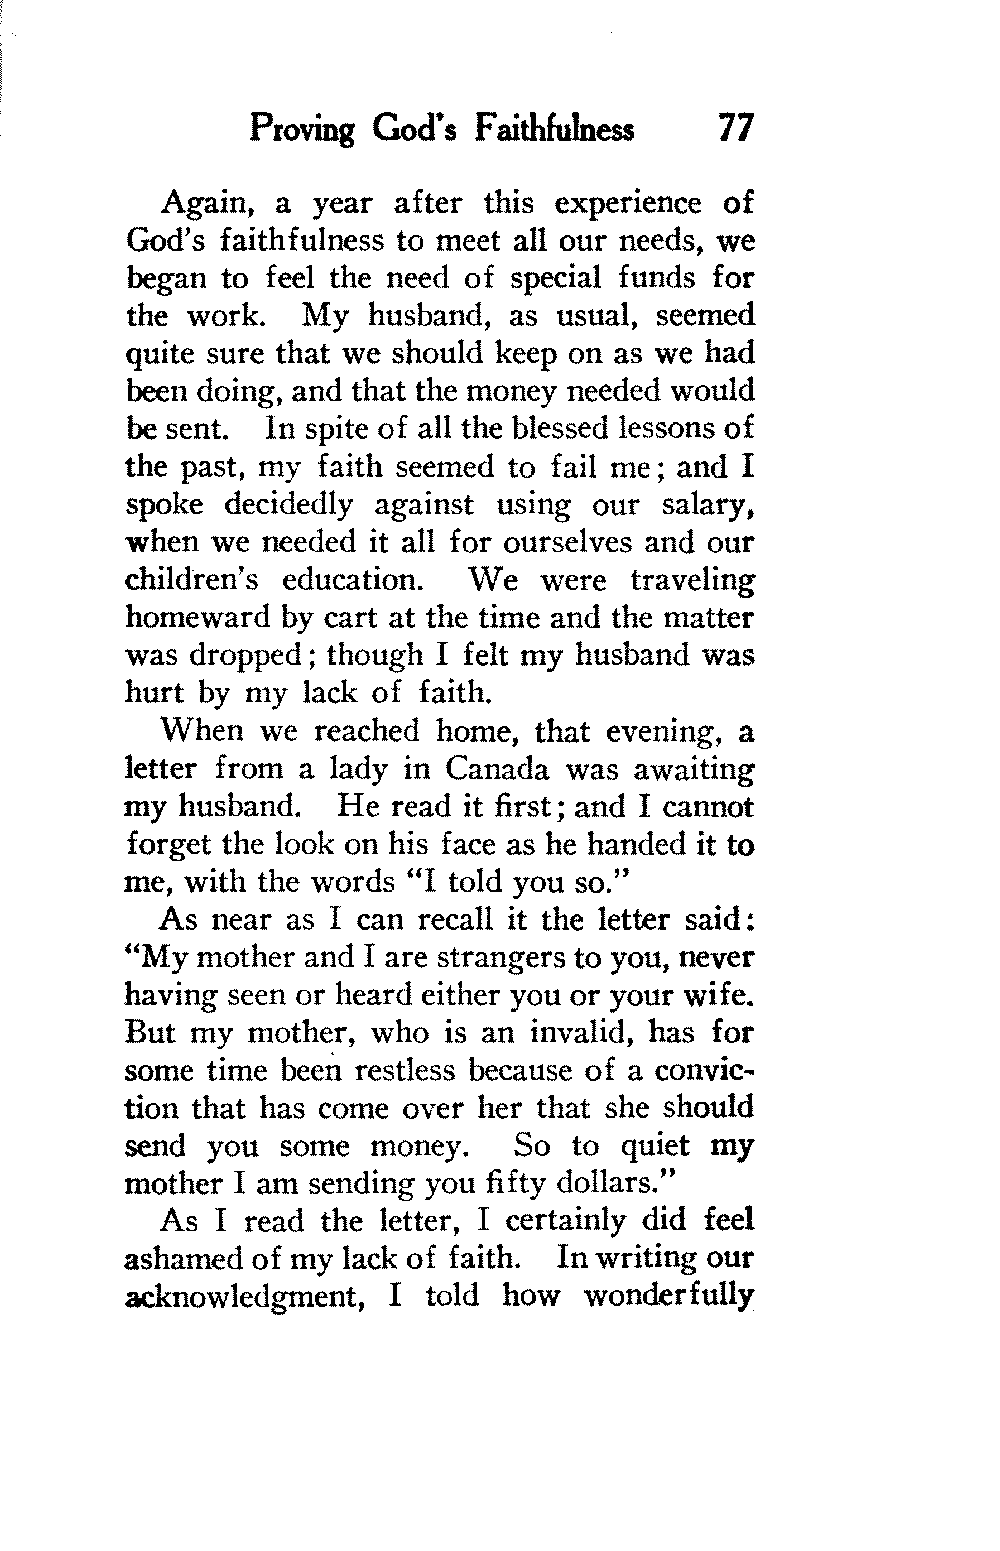 Proving God's Faithfulness 77
Again, a year after this experience of
God's faithfulness to meet all our needs, we
began to feel the need of special funds for
the work. My husband, as usual, seemed
quite sure that we should keep on as we had
been doing, and that the money needed would
be sent. In spite of all the blessed lessons of
the past, my faith seemed to fail me; and I
spoke decidedly against using our salary,
when we needed it all for ourselves and our
children's education. We were traveling
homeward by cart at the time and the matter
was dropped; though I felt my husband was
hurt by my lack of faith.
When we reached home, that evening, a
letter from a lady in Canada was awaiting
my husband. He read it first; and I cannot
forget the look on his face as he handed it to
me, with the words "I told you so."
As near as I can recall it the letter said:
"My mother and I are strangers to you, never
having seen or heard either you or your wife.
But my mother, who is an invalid, has for
some time been restless because of a convic-
tion that has come over her that she should
send you some money. So to quiet my
mother I am sending you fifty dollars."
As I read the letter, I certainly did feel
ashamed of my lack of faith. In writing our
acknowledgment, I told how wonderfully